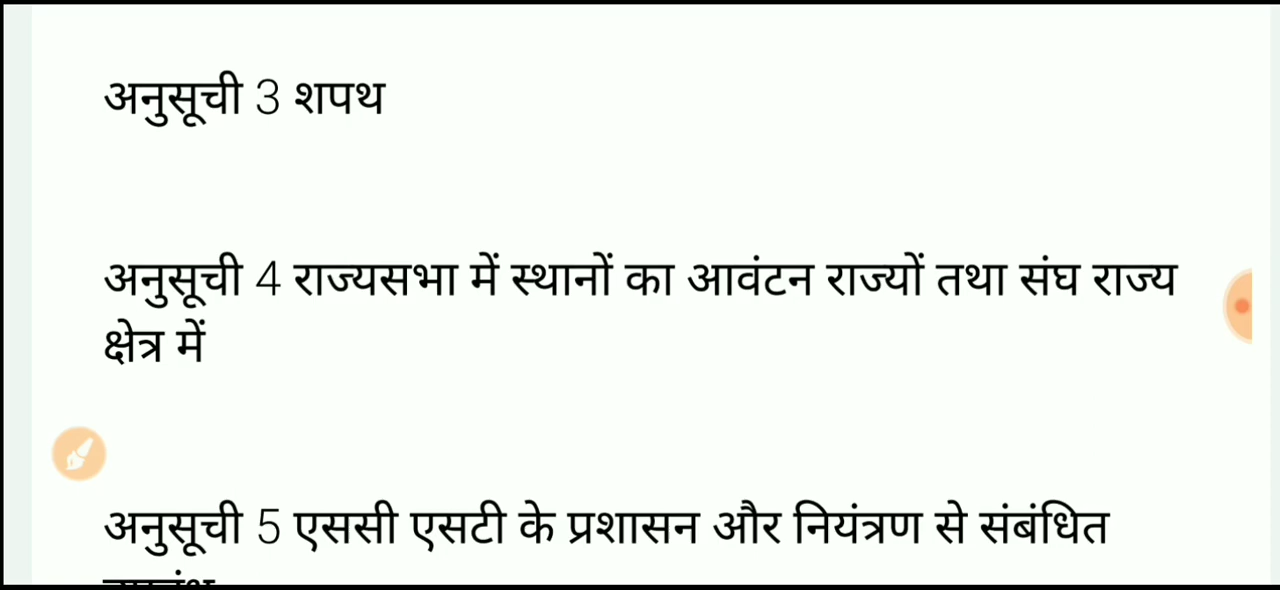 अनुसूची 3 शपथ
अनुसूची 4 राज्यसभा में स्थानों का आवंटन राज्यों तथा संघ राज्य
क्षेत्र में
अनुसूची 5 एससी एसटी के प्रशासन और नियंत्रण से संबंधित